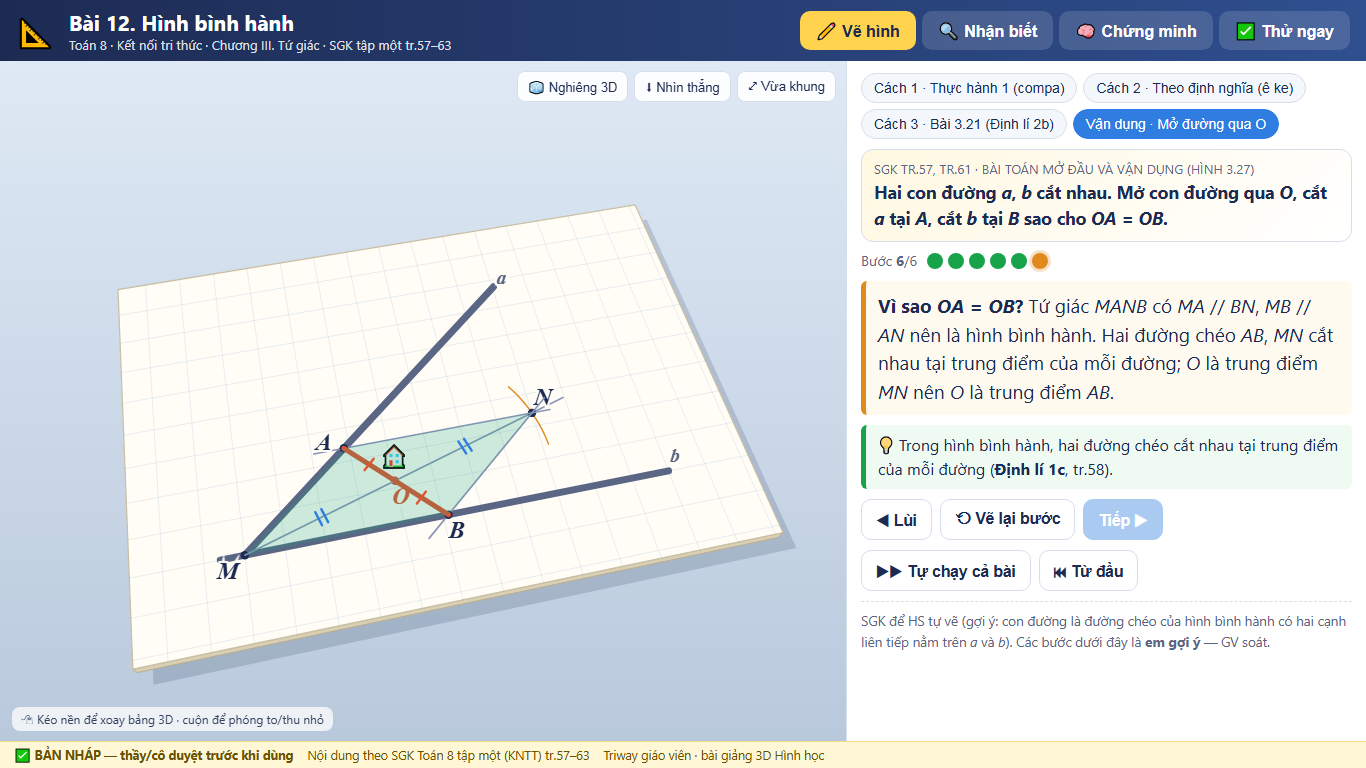 Bài 12. Hình bình hành
Toán 8 · Kết nối tri thức · Chương III. Tứ giác · SGK tập một tr.57–63
Vẽ hình
Nhận biết
Chứng minh
Thử ngay
Nghiêng 3D
⬇ Nhìn thẳng
⤢ Vừa khung
a
N
A
b
O
B
M
Kéo nền để xoay bảng 3D · cuộn để phóng to/thu nhỏ
Cách 1 · Thực hành 1 (compa)
Cách 2 · Theo định nghĩa (ê ke)
Cách 3 · Bài 3.21 (Định lí 2b)
Vận dụng · Mở đường qua O
SGK TR.57, TR.61 · BÀI TOÁN MỞ ĐẦU VÀ VẬN DỤNG (HÌNH 3.27)
Hai con đường a, b cắt nhau. Mở con đường qua O, cắt
a tại A, cắt b tại B sao cho OA = OB.
Bước 6/6
Vì sao OA = OB? Tứ giác MANB có MA // BN, MB //
AN nên là hình bình hành. Hai đường chéo AB, MN cắt
nhau tại trung điểm của mỗi đường; O là trung điểm
MN nên O là trung điểm AB.
Trong hình bình hành, hai đường chéo cắt nhau tại trung điểm
của mỗi đường (Định lí 1c, tr.58).
◀ Lùi
⟲ Vẽ lại bước
Tiếp ▶
▶▶ Tự chạy cả bài
⏮ Từ đầu
SGK để HS tự vẽ (gợi ý: con đường là đường chéo của hình bình hành có hai cạnh
liên tiếp nằm trên a và b). Các bước dưới đây là em gợi ý — GV soát.
✅ BẢN NHÁP — thầy/cô duyệt trước khi dùng Nội dung theo SGK Toán 8 tập một (KNTT) tr.57–63 Triway giáo viên · bài giảng 3D Hình học